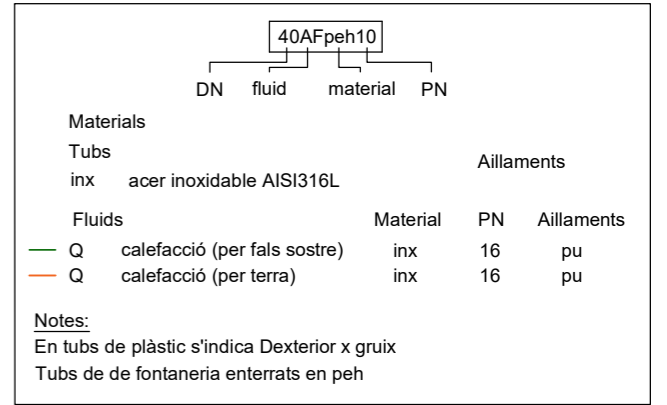 40AFpeh10
DN fluid material PN
Materials
Tubs
Aillaments
inx acer inoxidable AISI316L
Fluids Material PN Aillaments
Q calefacció (per fals sostre) inx 16 pu
Q calefacció (per terra) inx 16 pu
Notes:
En tubs de plàstic s'indica Dexterior x gruix
Tubs de de fontaneria enterrats en peh